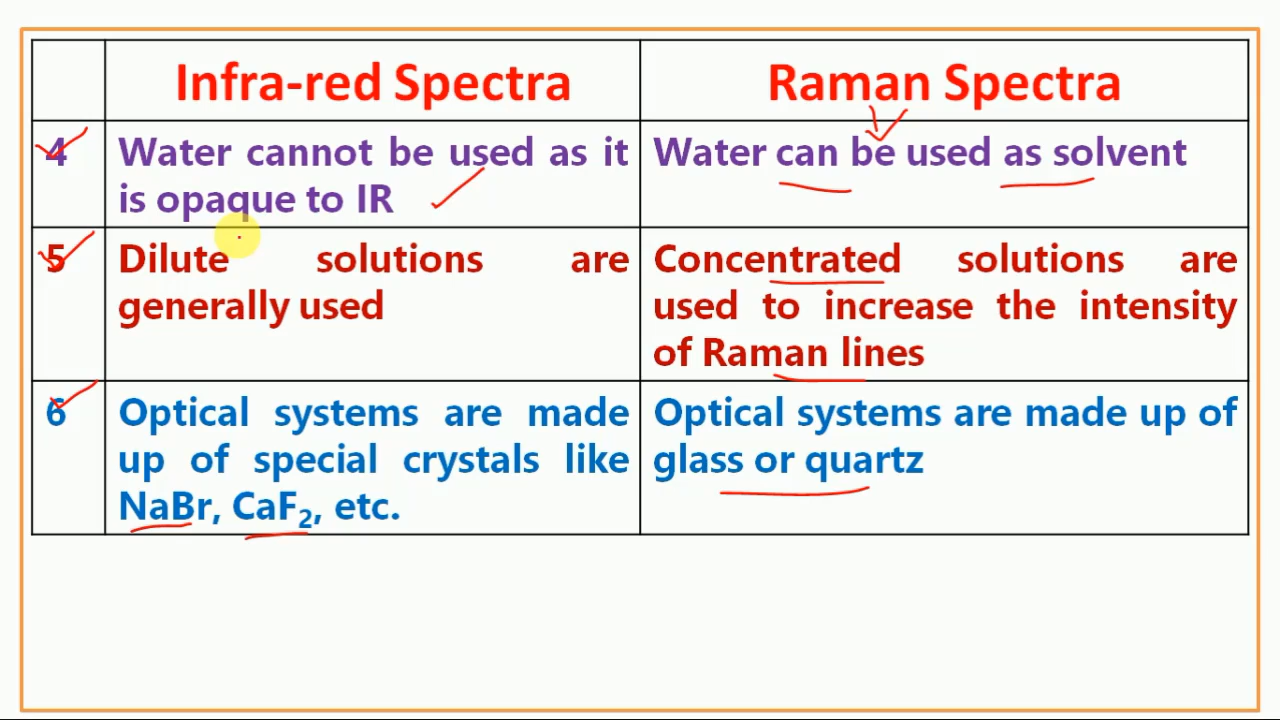 Infra-red Spectra
Raman Spectra
4
Water cannot be used as it
is opaque to IR
Water can be used as solvent
5
Dilute solutions are
generally used
Concentrated solutions are
used to increase the intensity
of Raman lines
6
Optical systems are made
up of special crystals like
NaBr, CaF₂, etc.
Optical systems are made up of
glass or quartz